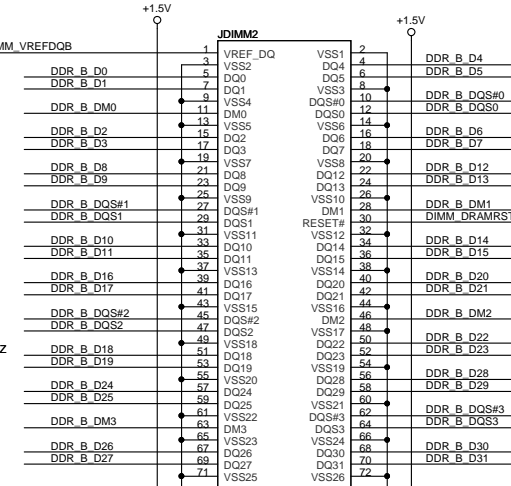 +1.5V +1.5V
JDIMM2
MM_VREFDQB 1 VREF_DQ VSS1 2
3 VSS2 DQ4 4 DDR_B_D4
DDR_B_D0 5 DQ0 DQ5 6 DDR_B_D5
DDR_B_D1 7 DQ1 VSS3 8
9 VSS4 DQS#0 10 DDR_B_DQS#0
DDR_B_DM0 11 DM0 DQS0 12 DDR_B_DQS0
13 VSS5 VSS6 14
DDR_B_D2 15 DQ2 DQ6 16 DDR_B_D6
DDR_B_D3 17 DQ3 DQ7 18 DDR_B_D7
19 VSS7 VSS8 20
DDR_B_D8 21 DQ8 DQ12 22 DDR_B_D12
DDR_B_D9 23 DQ9 DQ13 24 DDR_B_D13
25 VSS9 VSS10 26
DDR_B_DQS#1 27 DQS#1 DM1 28 DDR_B_DM1
DDR_B_DQS1 29 DQS1 RESET# 30 DIMM_DRAMRST
31 VSS11 VSS12 32
DDR_B_D10 33 DQ10 DQ14 34 DDR_B_D14
DDR_B_D11 35 DQ11 DQ15 36 DDR_B_D15
37 VSS13 VSS14 38
DDR_B_D16 39 DQ16 DQ20 40 DDR_B_D20
DDR_B_D17 41 DQ17 DQ21 42 DDR_B_D21
43 VSS15 VSS16 44
DDR_B_DQS#2 45 DQS#2 DM2 46 DDR_B_DM2
DDR_B_DQS2 47 DQS2 VSS17 48
49 VSS18 DQ22 50 DDR_B_D22
z DDR_B_D18 51 DQ18 DQ23 52 DDR_B_D23
DDR_B_D19 53 DQ19 VSS19 54
55 VSS20 DQ28 56 DDR_B_D28
DDR_B_D24 57 DQ24 DQ29 58 DDR_B_D29
DDR_B_D25 59 DQ25 VSS21 60
61 VSS22 DQS#3 62 DDR_B_DQS#3
DDR_B_DM3 63 DM3 DQS3 64 DDR_B_DQS3
65 VSS23 VSS24 66
DDR_B_D26 67 DQ26 DQ30 68 DDR_B_D30
DDR_B_D27 69 DQ27 DQ31 70 DDR_B_D31
71 VSS25 VSS26 72